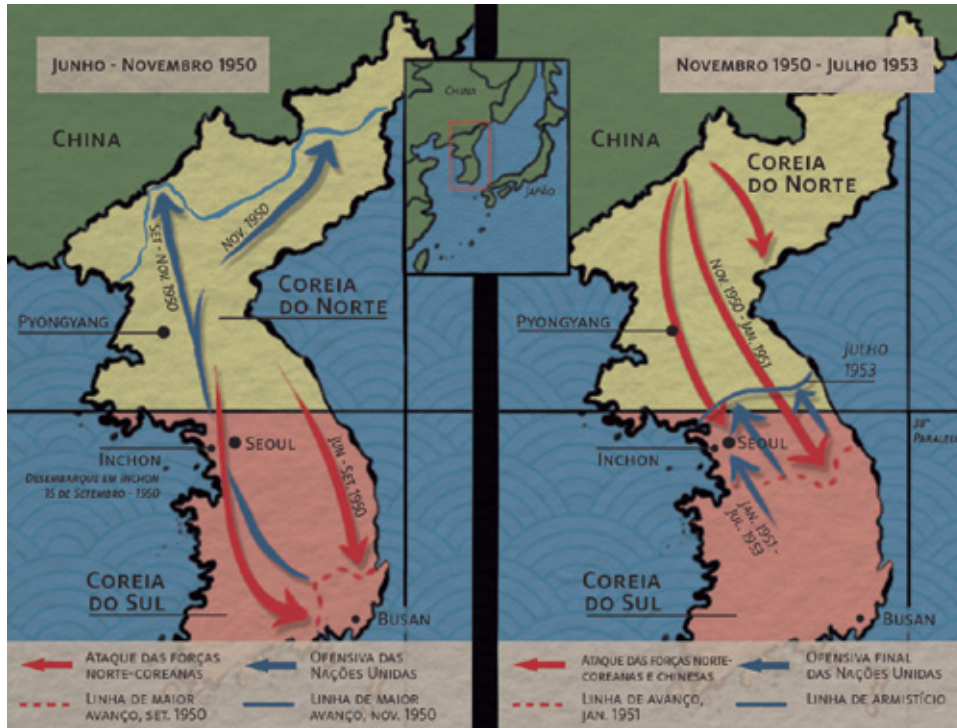 JUNHO - NOVEMBRO 1950
CHINA
SET - NOV. 1950
NOV. 1950
COREIA
DO NORTE
PYONGYANG
SEOUL
INCHON
DESEMBARQUE EM INCHON
15 DE SETEMBRO - 1950
JUN - SET. 1950
COREIA
DO SUL
BUSAN
ATAQUE DAS FORÇAS
NORTE-COREANAS
OFENSIVA DAS
NAÇÕES UNIDAS
LINHA DE MAIOR
AVANÇO, SET. 1950
LINHA DE MAIOR
AVANÇO, NOV. 1950
CHINA
JAPÃO
NOVEMBRO 1950 - JULHO 1953
CHINA
COREIA
DO NORTE
NOV. 1950 - JAN. 1951
PYONGYANG
JULHO
1953
38°
PARALELO
SEOUL
INCHON
JAN. 1951 -
JUL. 1953
COREIA
DO SUL
BUSAN
ATAQUE DAS FORÇAS NORTE-
COREANAS E CHINESAS
OFENSIVA FINAL
DAS NAÇÕES UNIDAS
LINHA DE AVANÇO,
JAN. 1951
LINHA DE ARMISTÍCIO